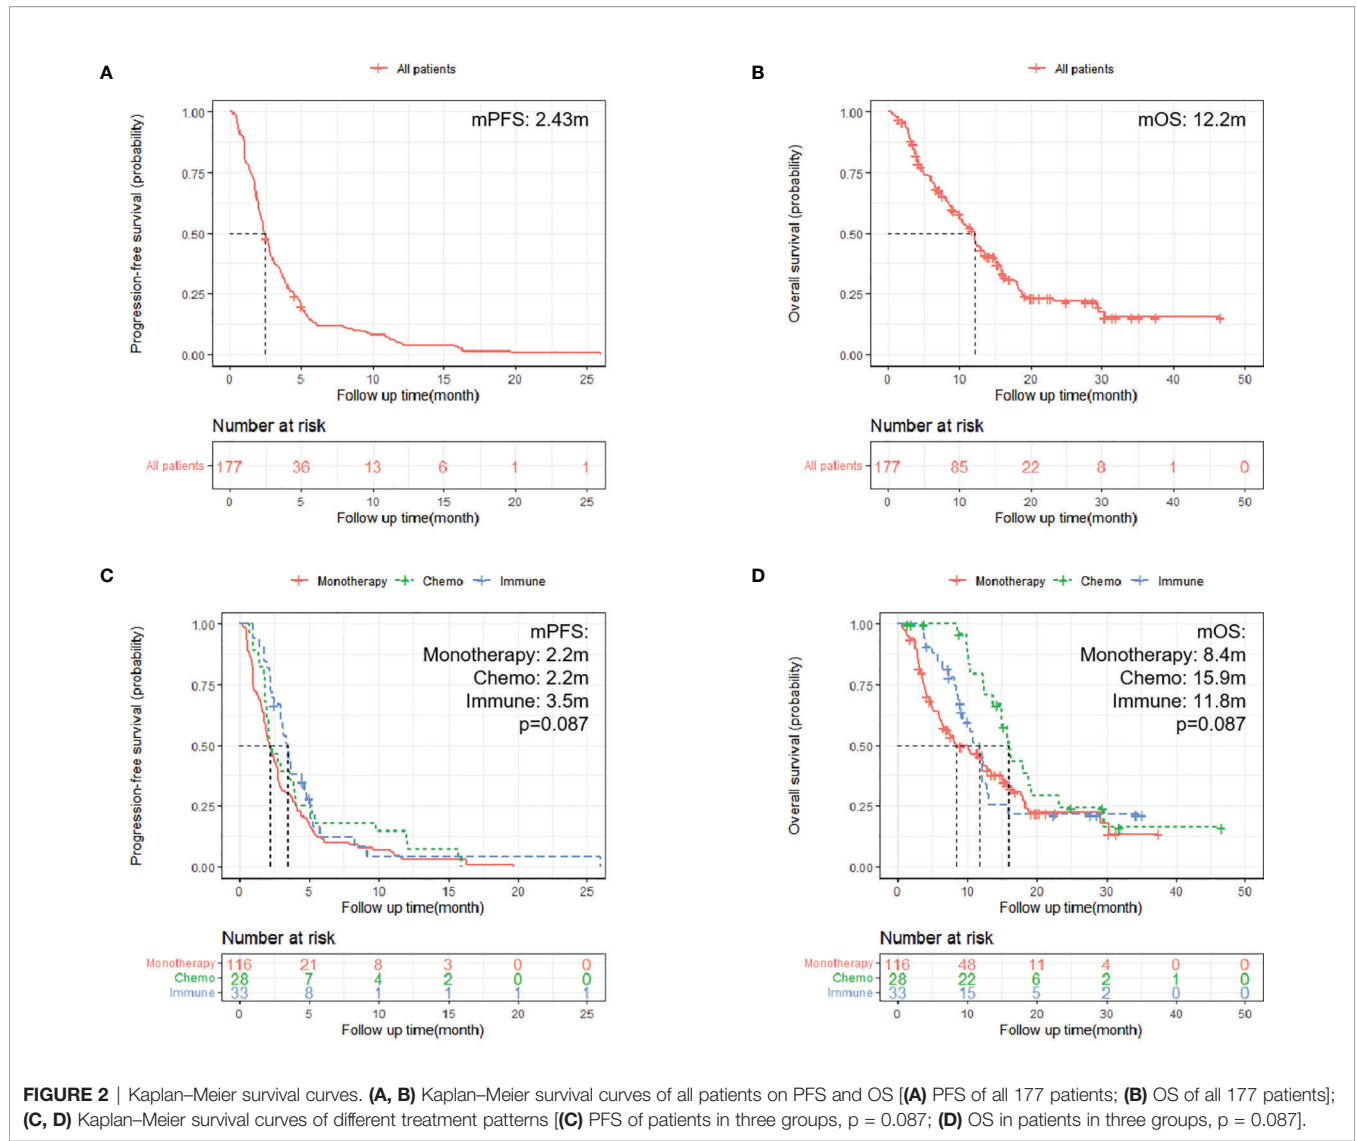 A
All patients
mPFS: 2.43m
Progression-free survival (probability)
1.00
0.75
0.50
0.25
0.00
0 5 10 15 20 25
Follow up time(month)
Number at risk
All patients 177 36 13 6 1 1
0 5 10 15 20 25
Follow up time(month)
B
All patients
mOS: 12.2m
Overall survival (probability)
1.00
0.75
0.50
0.25
0.00
0 10 20 30 40 50
Follow up time(month)
Number at risk
All patients 177 85 22 8 1 0
0 10 20 30 40 50
Follow up time(month)
C
Monotherapy Chemo Immune
mPFS:
Monotherapy: 2.2m
Chemo: 2.2m
Immune: 3.5m
p=0.087
Progression-free survival (probability)
1.00
0.75
0.50
0.25
0.00
0 5 10 15 20 25
Follow up time(month)
Number at risk
Monotherapy 116 21 8 3 0 0
Chemo 28 7 4 2 0 0
Immune 33 8 1 1 1 1
0 5 10 15 20 25
Follow up time(month)
D
Monotherapy Chemo Immune
mOS:
Monotherapy: 8.4m
Chemo: 15.9m
Immune: 11.8m
p=0.087
Overall survival (probability)
1.00
0.75
0.50
0.25
0.00
0 10 20 30 40 50
Follow up time(month)
Number at risk
Monotherapy 116 48 11 4 0 0
Chemo 28 22 6 2 1 0
Immune 33 15 5 2 0 0
0 10 20 30 40 50
Follow up time(month)
FIGURE 2 | Kaplan–Meier survival curves. (A, B) Kaplan–Meier survival curves of all patients on PFS and OS [(A) PFS of all 177 patients; (B) OS of all 177 patients];
(C, D) Kaplan–Meier survival curves of different treatment patterns [(C) PFS of patients in three groups, p = 0.087; (D) OS in patients in three groups, p = 0.087].